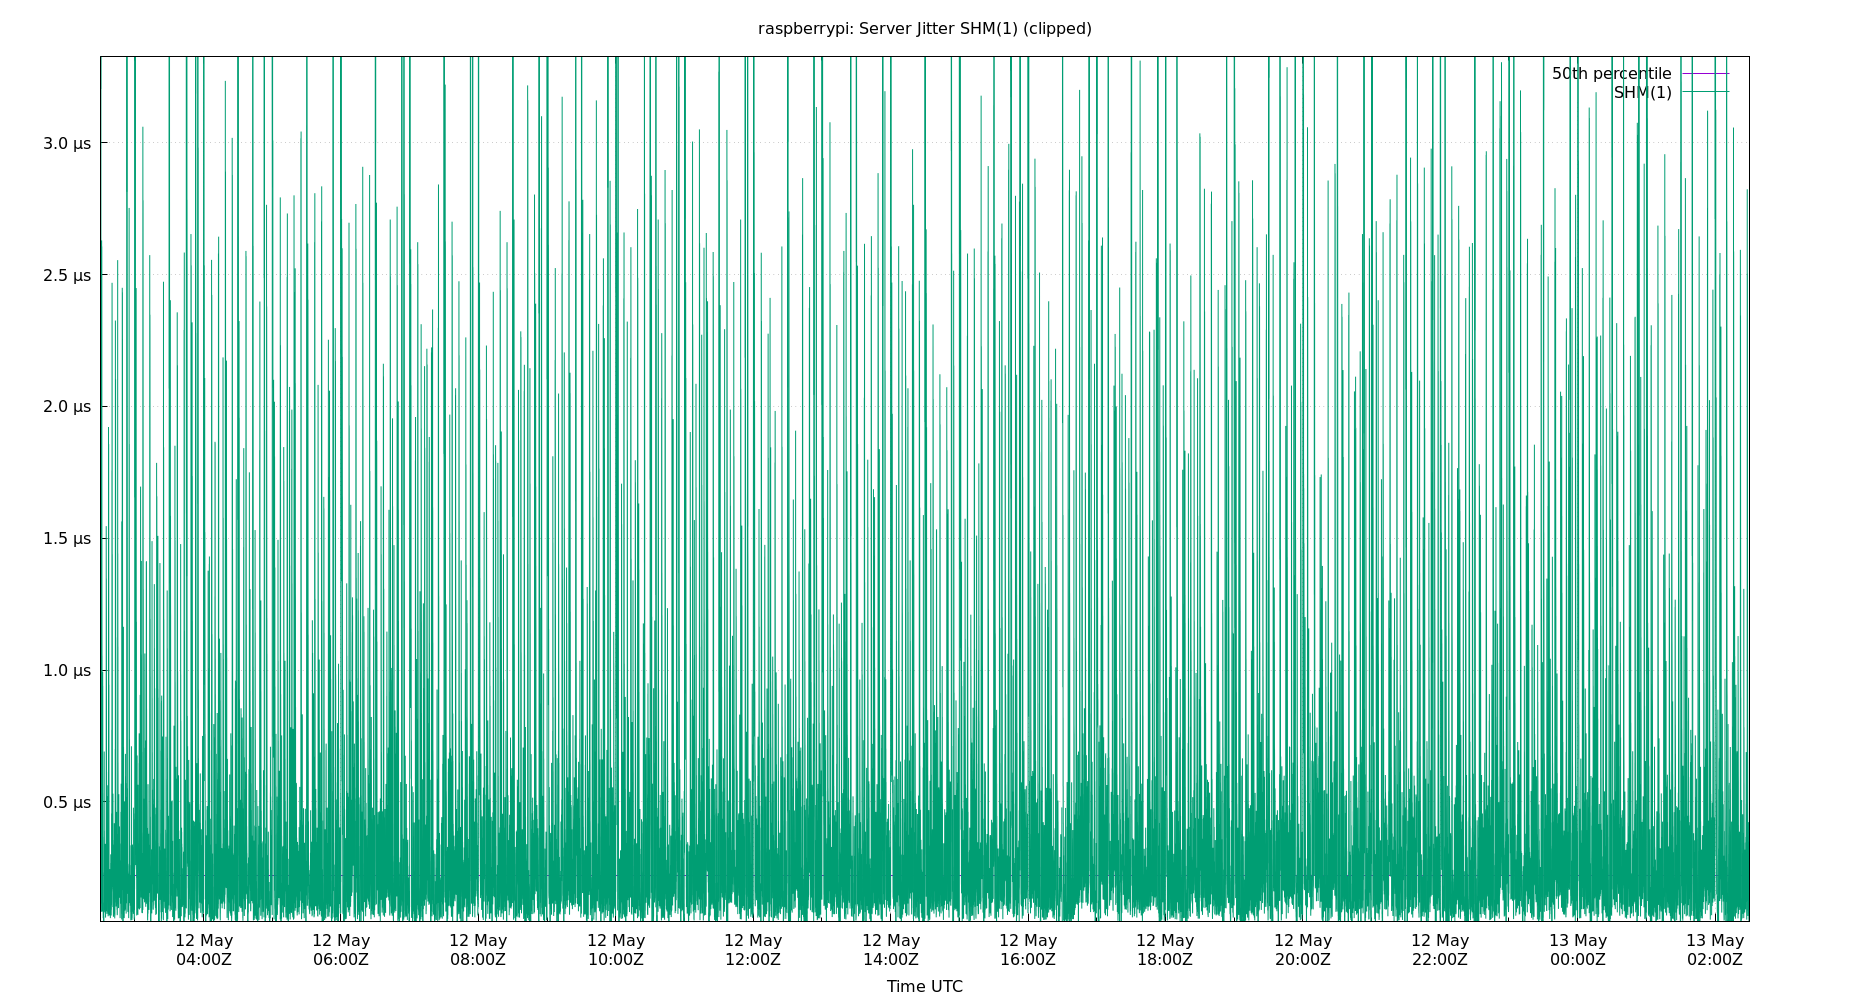 raspberrypi: Server Jitter SHM(1) (clipped)
50th percentile
SHM(1)
3.0 µs
2.5 µs
2.0 µs
1.5 µs
1.0 µs
0.5 µs
12 May 12 May 12 May 12 May 12 May 12 May 12 May 12 May 12 May 12 May 13 May 13 May
04:00Z 06:00Z 08:00Z 10:00Z 12:00Z 14:00Z 16:00Z 18:00Z 20:00Z 22:00Z 00:00Z 02:00Z
Time UTC